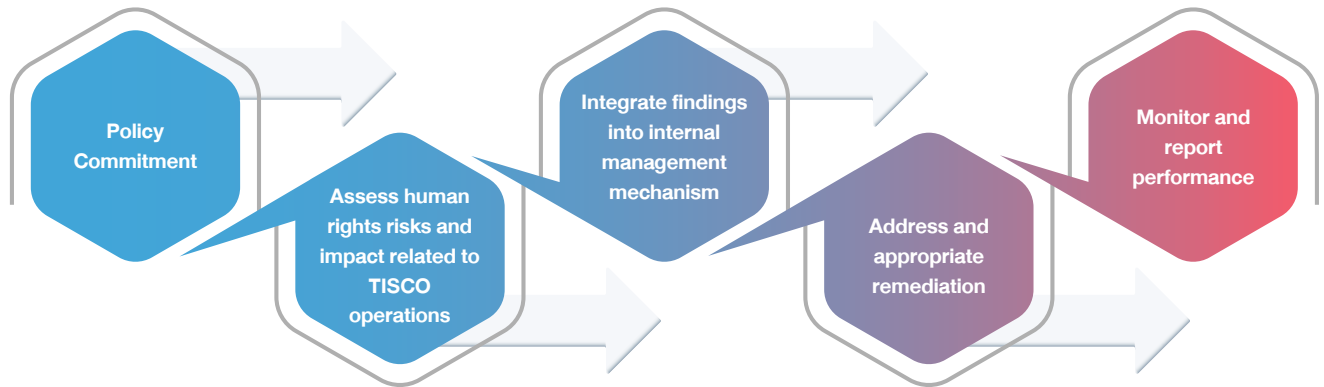 Policy
Commitment
Assess human
rights risks and
impact related to
TISCO
operations
Integrate findings
into internal
management
mechanism
Address and
appropriate
remediation
Monitor and
report
performance